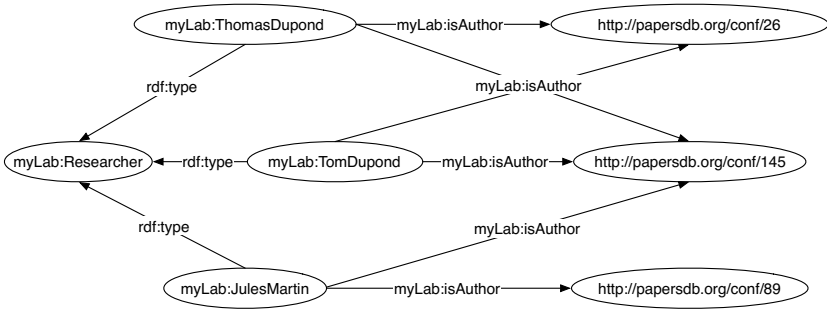 myLab:ThomasDupond
myLab:isAuthor
http://papersdb.org/conf/26
rdf:type
myLab:isAuthor
myLab:Researcher
rdf:type
myLab:TomDupond
myLab:isAuthor
http://papersdb.org/conf/145
rdf:type
myLab:isAuthor
myLab:JulesMartin
myLab:isAuthor
http://papersdb.org/conf/89